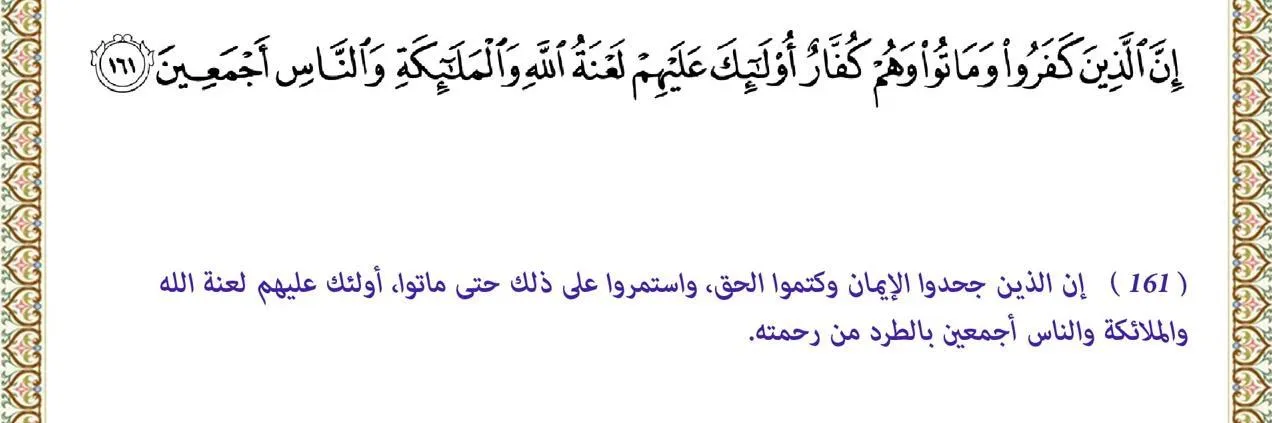 إِنَّ ٱلَّذِينَ كَفَرُوا۟ وَمَاتُوا۟ وَهُمْ كُفَّارٌ أُو۟لَـٰٓئِكَ عَلَيْهِمْ لَعْنَةُ ٱللَّهِ وَٱلْمَلَـٰٓئِكَةِ وَٱلنَّاسِ أَجْمَعِينَ ١٦١
( 161 ) إن الذين جحدوا الإيمان وكتموا الحق، واستمروا على ذلك حتى ماتوا، أولئك عليهم لعنة الله
والملائكة والناس أجمعين بالطرد من رحمته.